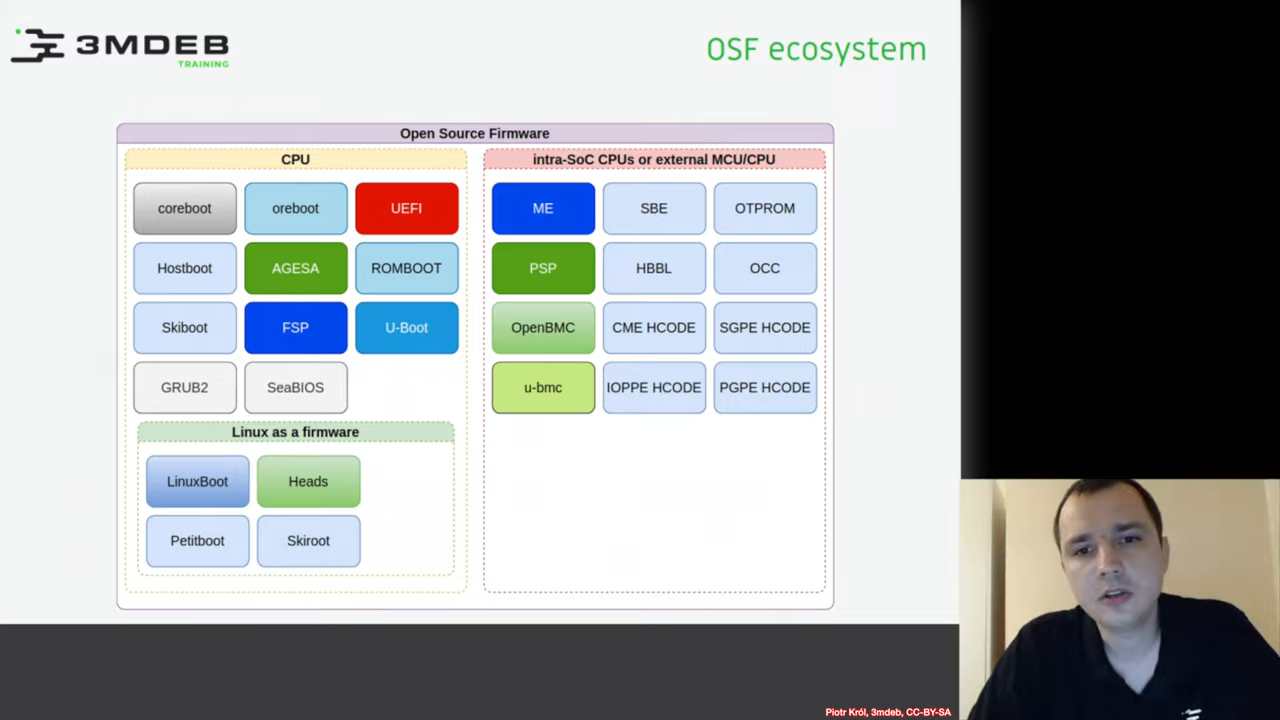 3MDEB
TRAINING
OSF ecosystem
Open Source Firmware
CPU
coreboot
oreboot
UEFI
Hostboot
AGESA
ROMBOOT
Skiboot
FSP
U-Boot
GRUB2
SeaBIOS
Linux as a firmware
LinuxBoot
Heads
Petitboot
Skiroot
intra-SoC CPUs or external MCU/CPU
ME
SBE
OTPROM
PSP
HBBL
OCC
OpenBMC
CME HCODE
SGPE HCODE
u-bmc
IOPPE HCODE
PGPE HCODE
Piotr Król, 3mdeb, CC-BY-SA